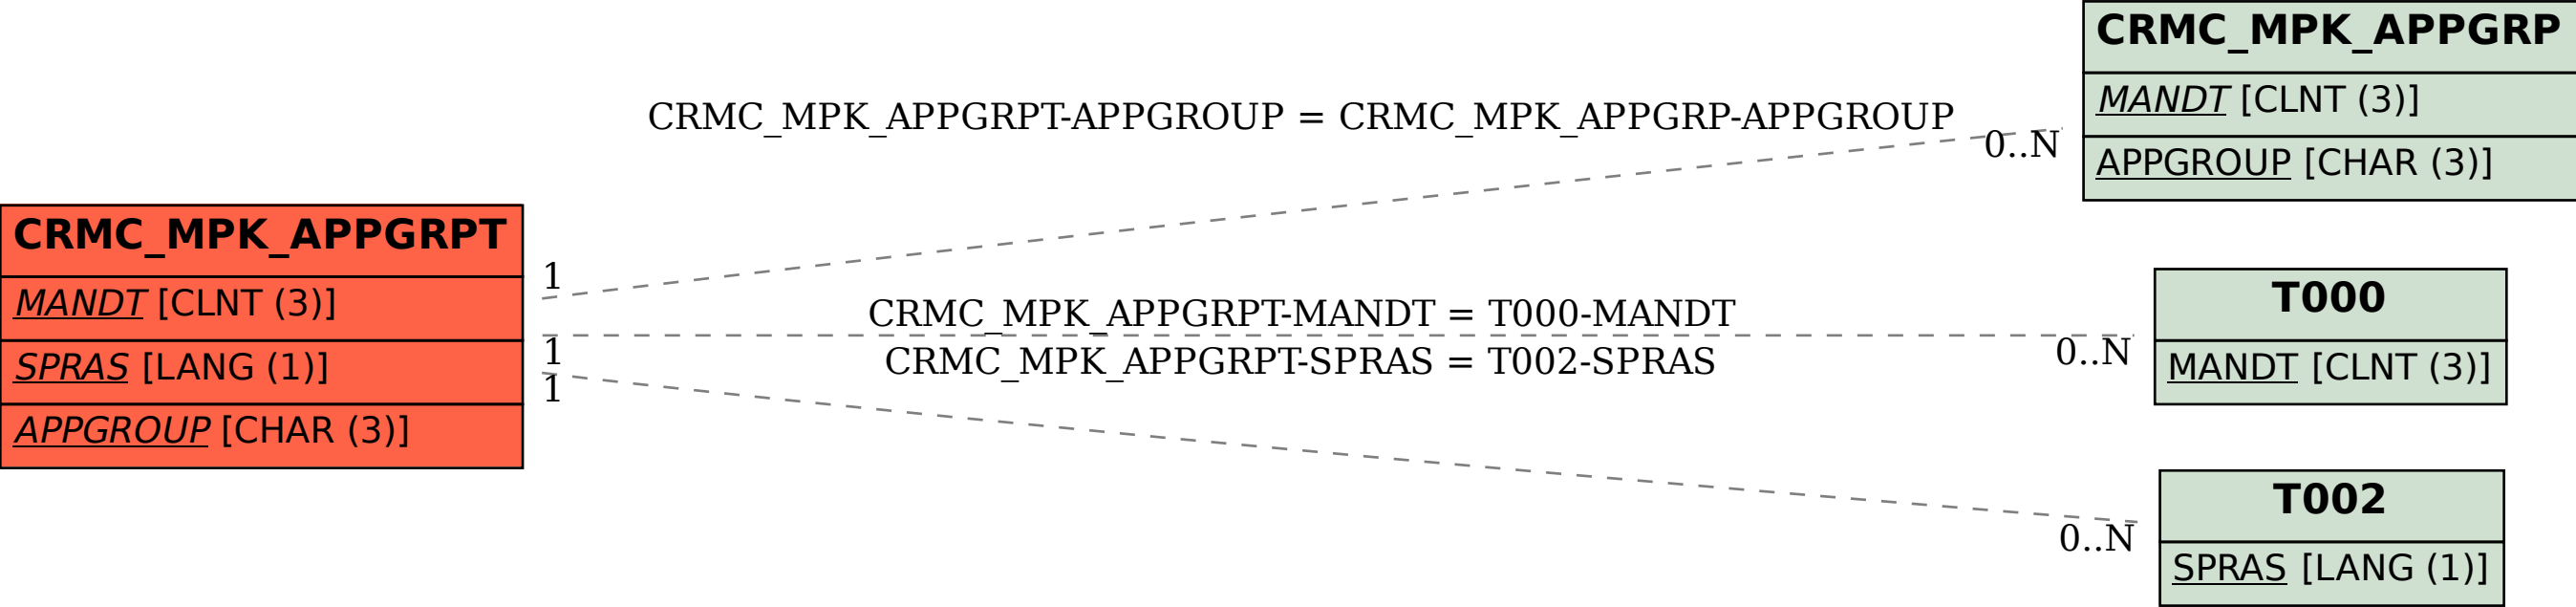 CRMC_MPK_APPGRP
MANDT [CLNT (3)]
APPGROUP [CHAR (3)]
CRMC_MPK_APPGRPT-APPGROUP = CRMC_MPK_APPGRP-APPGROUP
0..N
CRMC_MPK_APPGRPT
MANDT [CLNT (3)]
SPRAS [LANG (1)]
APPGROUP [CHAR (3)]
1
1
1
CRMC_MPK_APPGRPT-MANDT = T000-MANDT
CRMC_MPK_APPGRPT-SPRAS = T002-SPRAS
0..N
T000
MANDT [CLNT (3)]
0..N
T002
SPRAS [LANG (1)]